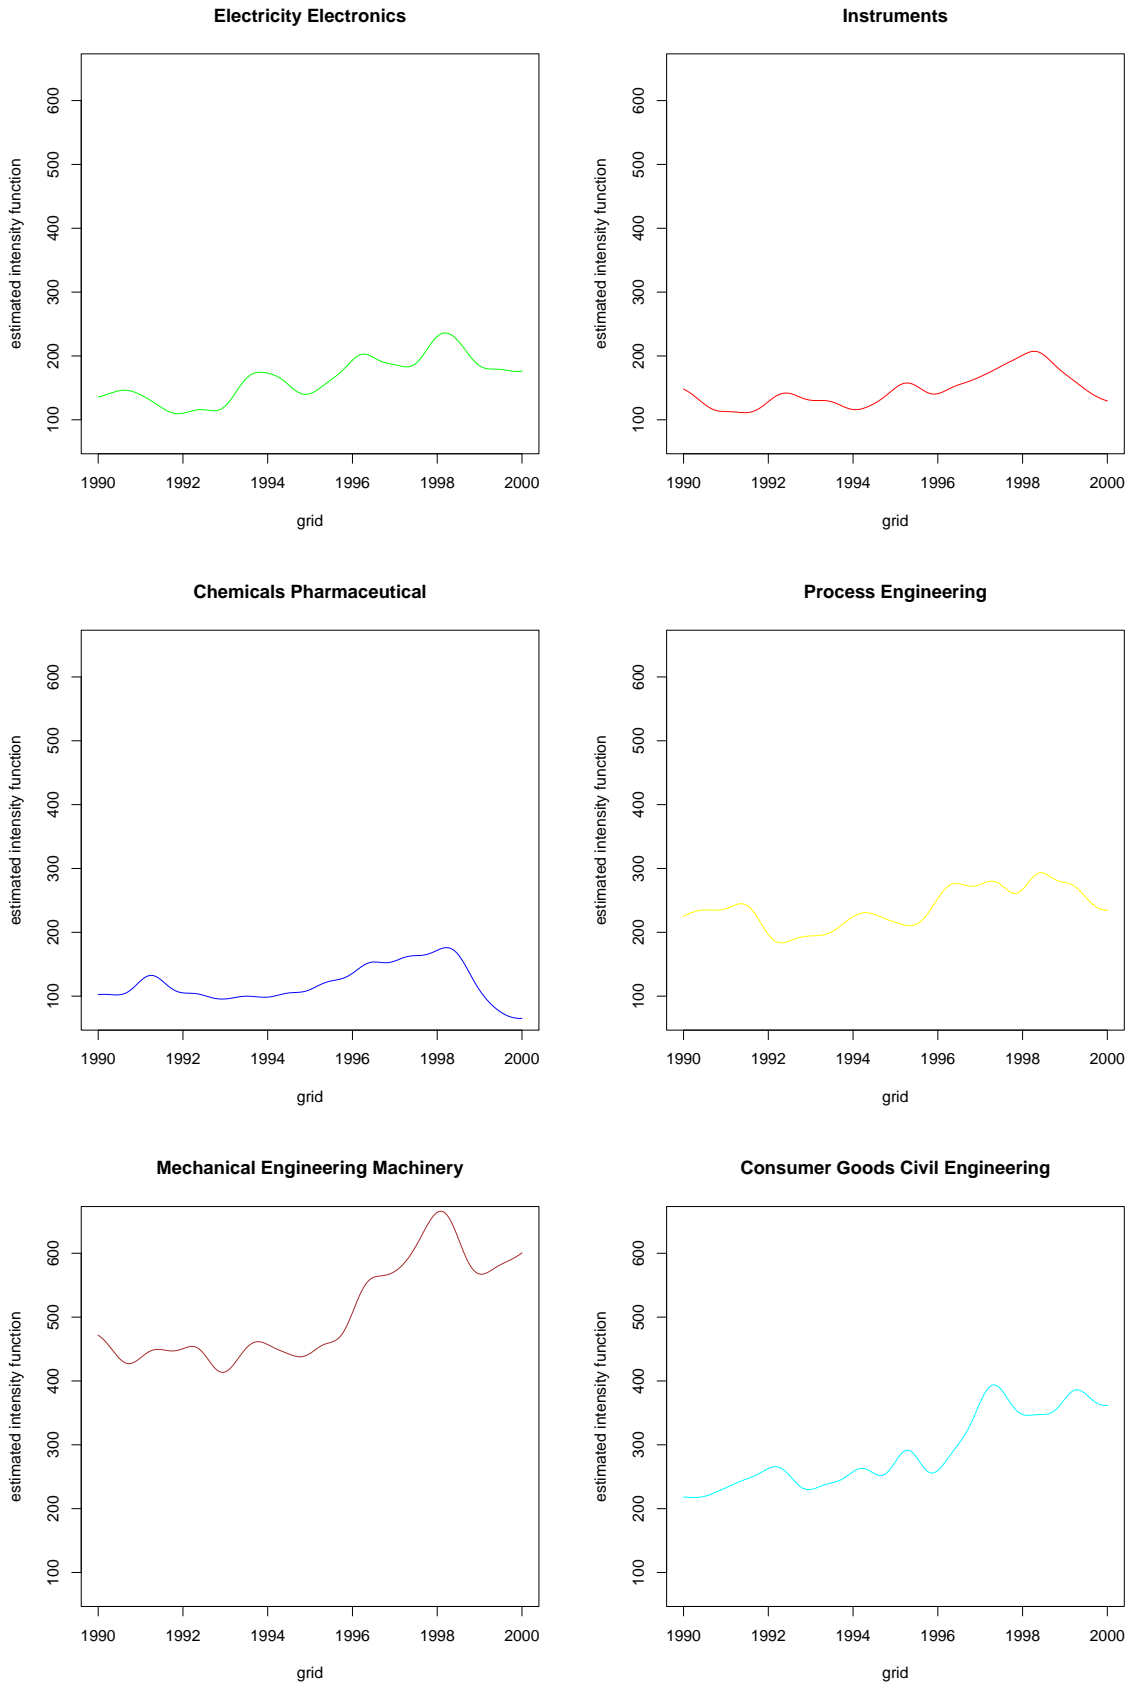 Electricity Electronics
estimated intensity function
600
500
400
300
200
100
1990 1992 1994 1996 1998 2000
grid
Instruments
estimated intensity function
600
500
400
300
200
100
1990 1992 1994 1996 1998 2000
grid
Chemicals Pharmaceutical
estimated intensity function
600
500
400
300
200
100
1990 1992 1994 1996 1998 2000
grid
Process Engineering
estimated intensity function
600
500
400
300
200
100
1990 1992 1994 1996 1998 2000
grid
Mechanical Engineering Machinery
estimated intensity function
600
500
400
300
200
100
1990 1992 1994 1996 1998 2000
grid
Consumer Goods Civil Engineering
estimated intensity function
600
500
400
300
200
100
1990 1992 1994 1996 1998 2000
grid